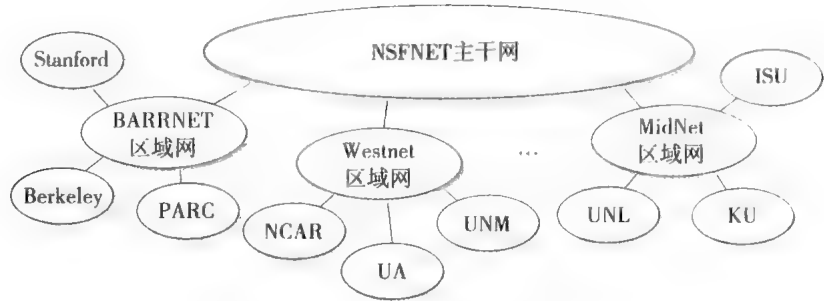 NSFNET主干网
Stanford
ISU
BARRNET
区域网
MidNet
区域网
Westnet
区域网
…
Berkeley
PARC
NCAR
UNM
UNL
KU
UA